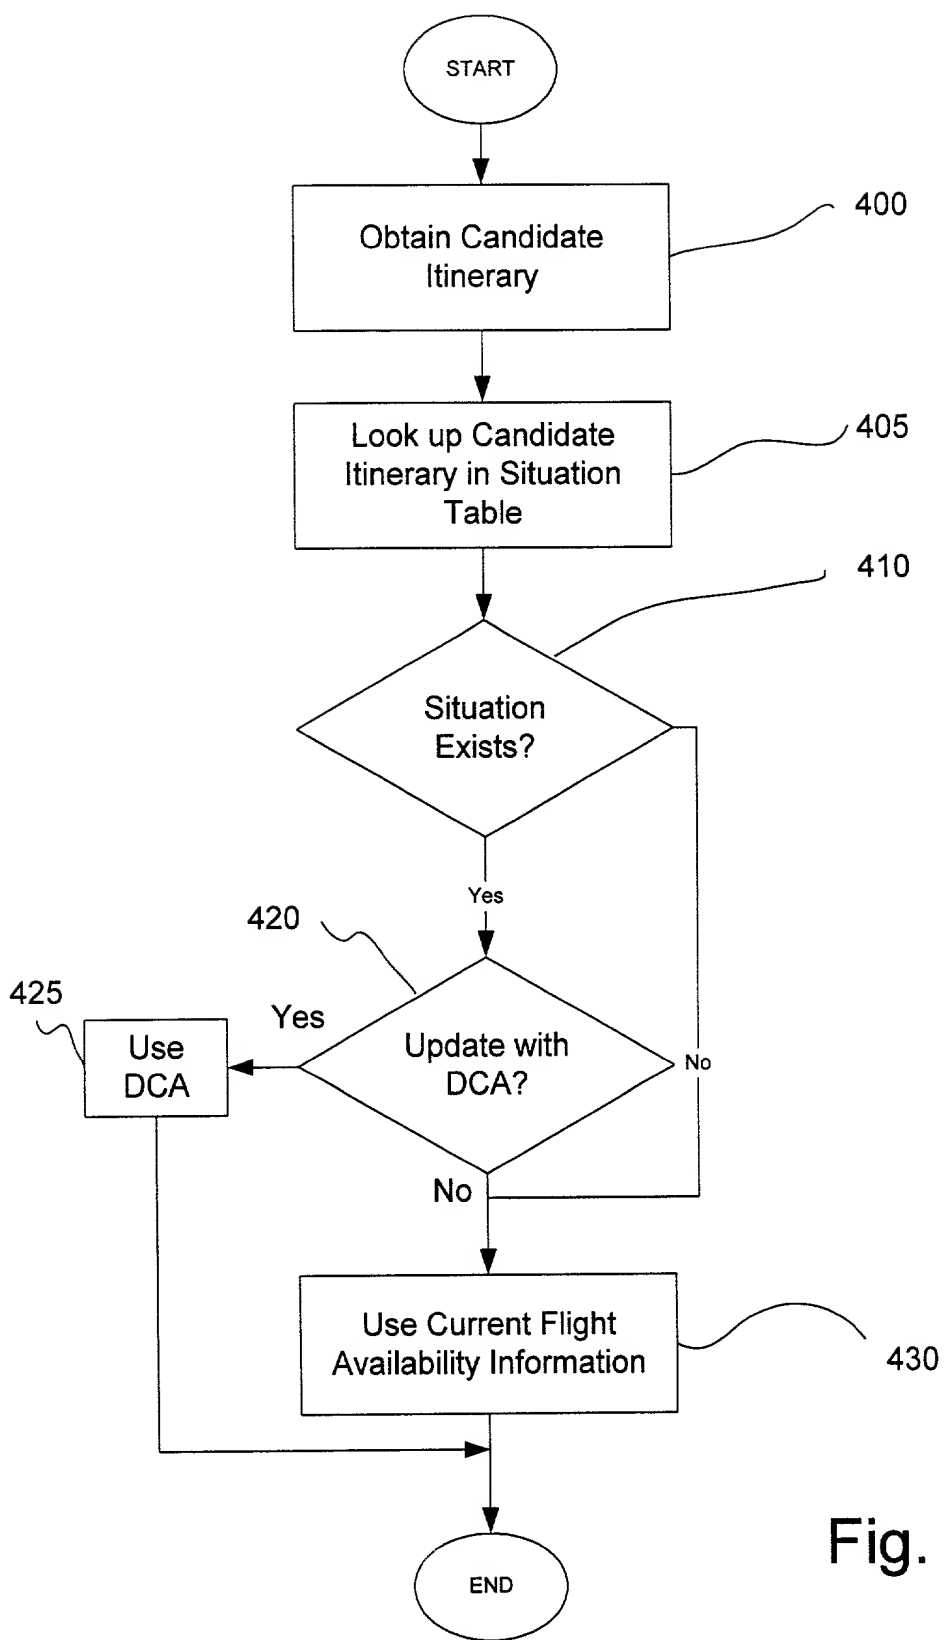 START
400
Obtain Candidate
Itinerary
405
Look up Candidate
Itinerary in Situation
Table
410
Situation
Exists?
Yes
420
425
Yes
Use
DCA
Update with
DCA?
No
No
Use Current Flight
Availability Information
430
Fig.
END